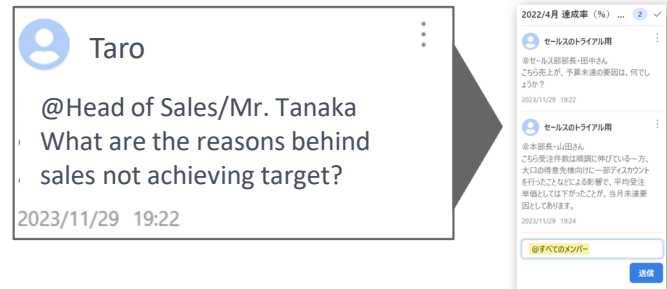 Taro
@Head of Sales/Mr. Tanaka
What are the reasons behind
sales not achieving target?
2023/11/29 19:22
2022/4月 達成率（%） ... 2
セールスのトライアル用
@セールス部部長・田中さん
こちら売上が、予算未達の要因は、何でし
ょうか？
2023/11/29 19:22
セールスのトライアル用
@本部長・山田さん
こちら受注件数は順調に伸びている一方、
大口の得意先様向けに一部ディスカウント
を行ったことなどによる影響で、平均受注
単価としては下がったことが、当月未達要
因としてあります。
2023/11/29 19:24
@すべてのメンバー
送信